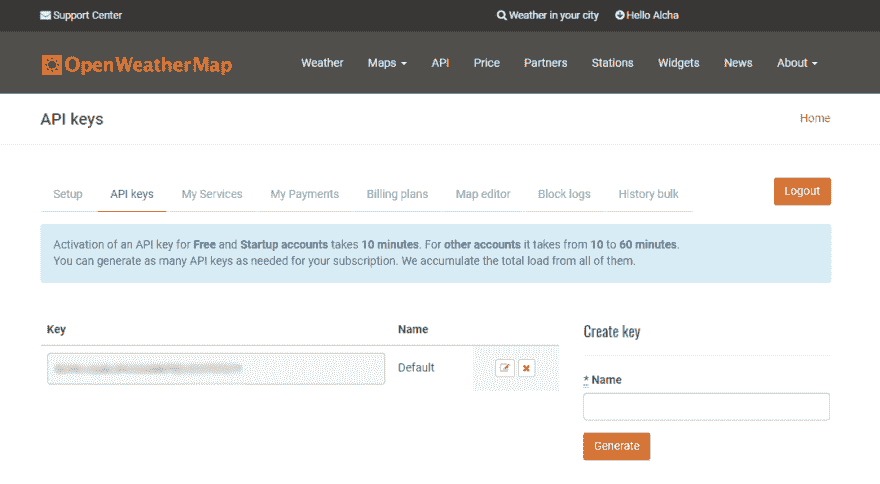 Support Center
Weather in your city
Hello Alcha
OpenWeatherMap
Weather
Maps
API
Price
Partners
Stations
Widgets
News
About
API keys
Home
Setup
API keys
My Services
My Payments
Billing plans
Map editor
Block logs
History bulk
Logout
Activation of an API key for Free and Startup accounts takes 10 minutes. For other accounts it takes from 10 to 60 minutes.
You can generate as many API keys as needed for your subscription. We accumulate the total load from all of them.
Key
Name
Default
Create key
* Name
Generate